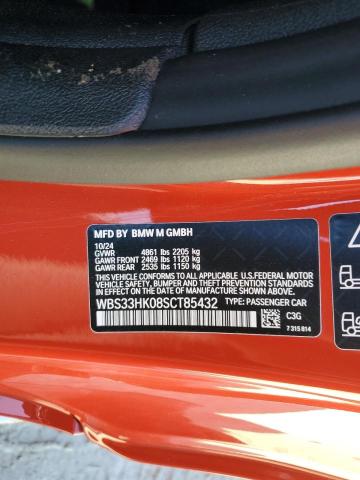 MFD BY BMW M GMBH
10/24
GVWR 4861 lbs 2205 kg
GAWR FRONT 2469 lbs 1120 kg
GAWR REAR 2535 lbs 1150 kg
THIS VEHICLE CONFORMS TO ALL APPLICABLE U.S.FEDERAL MOTOR
VEHICLE SAFETY, BUMPER AND THEFT PREVENTION STANDARDS IN
EFFECT ON THE DATE OF MANUFACTURE SHOWN ABOVE.
WBS33HK08SCT85432 TYPE: PASSENGER CAR
C3G
7 315 814